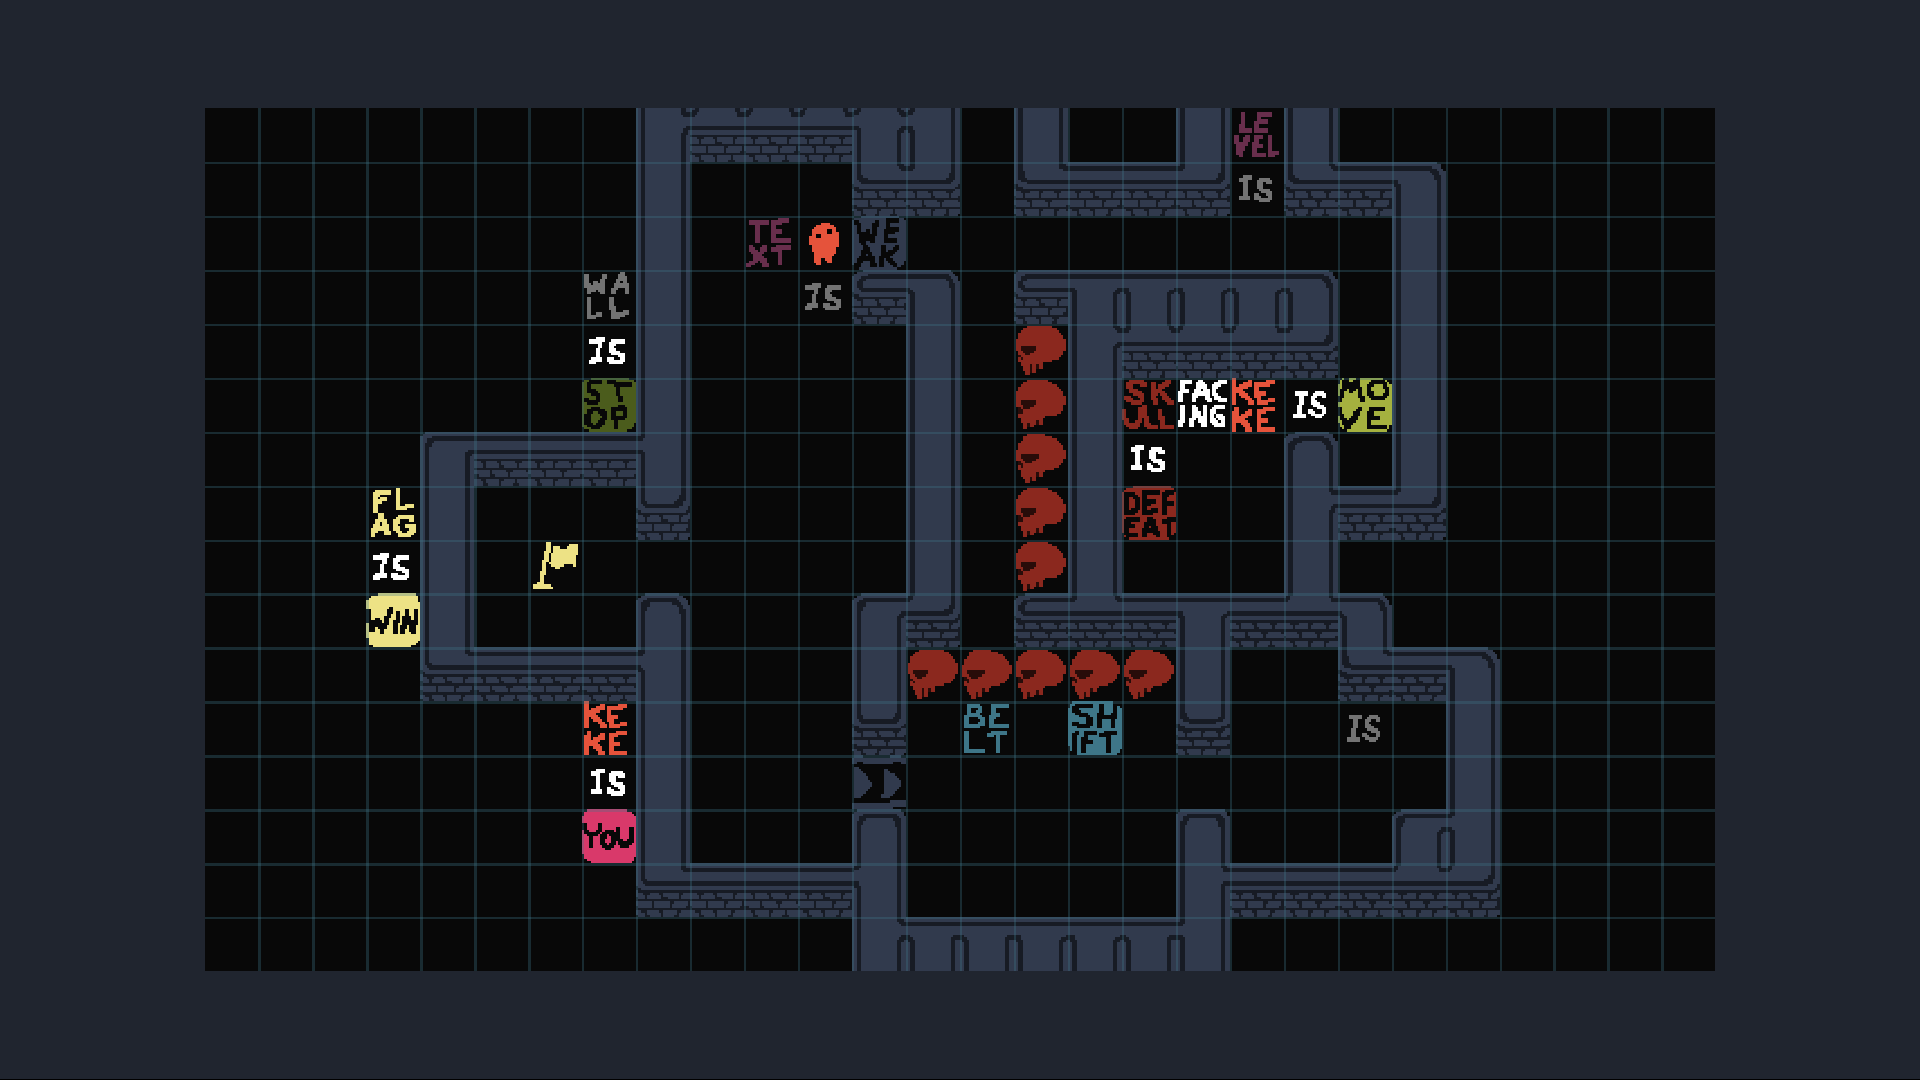 LEVEL
IS
TEXT WEAK
WALL
IS
IS
STOP
SKULL FACING KEKE IS MOVE
IS
FLAG
DEFEAT
IS
WIN
KEKE
BELT SHIFT
IS
IS
YOU